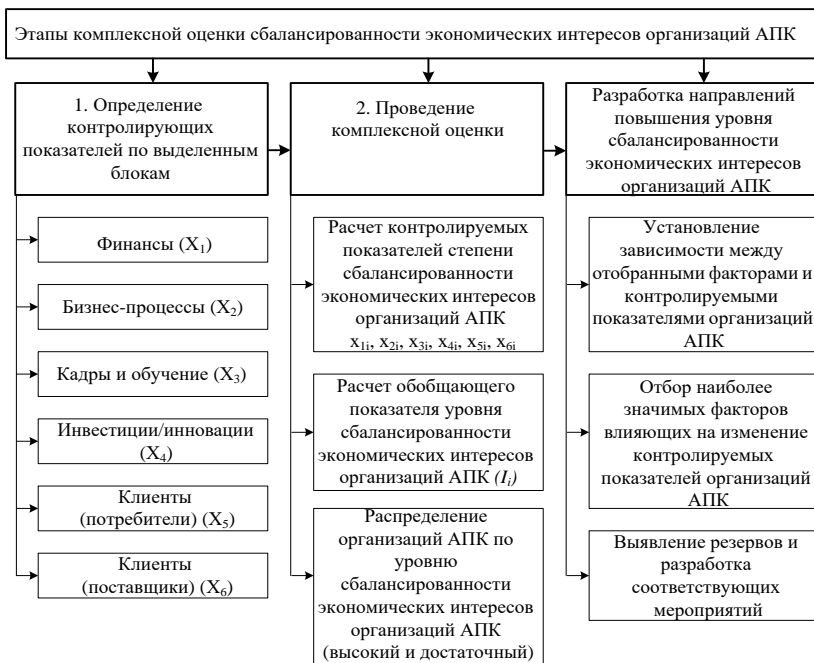 Этапы комплексной оценки сбалансированности экономических интересов организаций АПК
1. Определение
контролирующих
показателей по выделенным
блокам
Финансы (X₁)
Бизнес-процессы (X₂)
Кадры и обучение (X₃)
Инвестиции/инновации
(X₄)
Клиенты
(потребители) (X₅)
Клиенты
(поставщики) (X₆)
2. Проведение
комплексной оценки
Расчет контролируемых
показателей степени
сбалансированности
экономических интересов
организаций АПК
x₁ᵢ, x₂ᵢ, x₃ᵢ, x₄ᵢ, x₅ᵢ, x₆ᵢ
Расчет обобщающего
показателя уровня
сбалансированности
экономических интересов
организаций АПК (Iᵢ)
Распределение
организаций АПК по
уровню
сбалансированности
экономических интересов
организаций АПК
(высокий и достаточный)
Разработка направлений
повышения уровня
сбалансированности
экономических интересов
организаций АПК
Установление
зависимости между
отобранными факторами и
контролируемыми
показателями организаций
АПК
Отбор наиболее
значимых факторов
влияющих на изменение
контролируемых
показателей организаций
АПК
Выявление резервов и
разработка
соответствующих
мероприятий